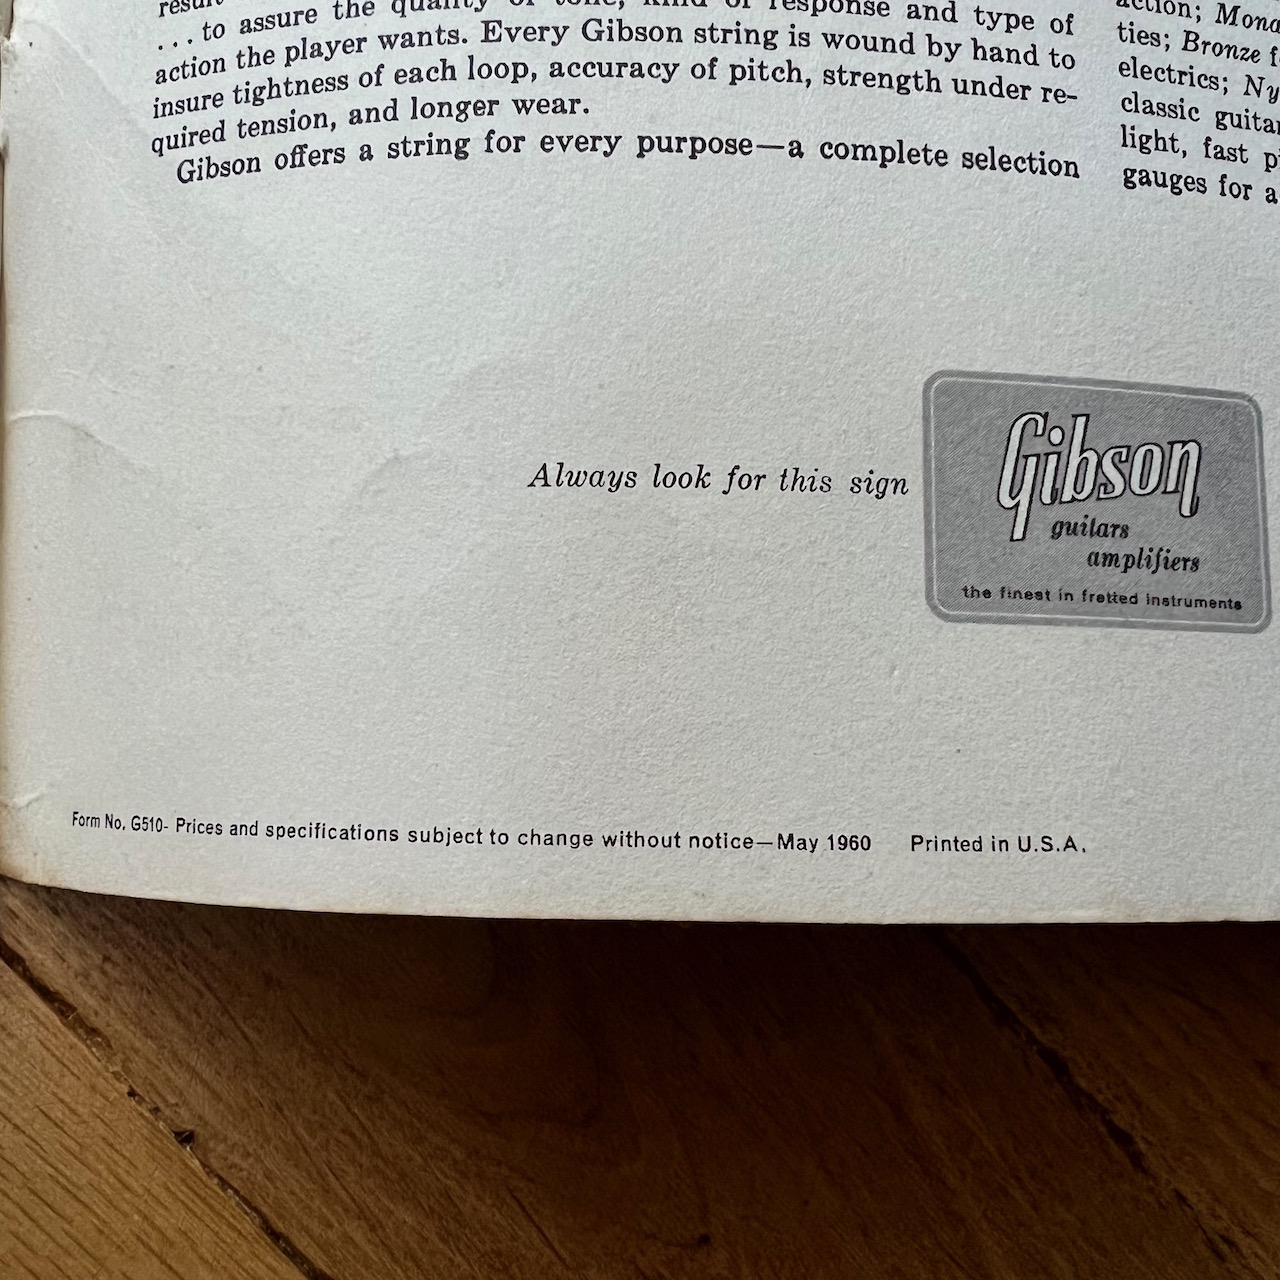 ... to assure the quality of tone, kind of response and type of
action the player wants. Every Gibson string is wound by hand to
insure tightness of each loop, accuracy of pitch, strength under re-
quired tension, and longer wear.
Gibson offers a string for every purpose—a complete selection
action; Mon
ties; Bronze f
electrics; Ny
classic guita
light, fast p
gauges for a
Always look for this sign
Gibson
guitars
amplifiers
the finest in fretted instruments
Form No. G510- Prices and specifications subject to change without notice—May 1960 Printed in U.S.A.